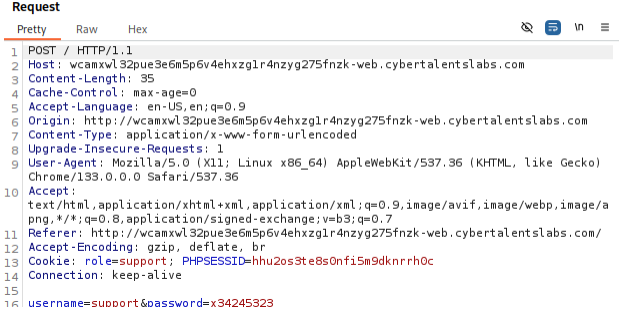 Request
Pretty Raw Hex
\n
1 POST / HTTP/1.1
2 Host: wcamxwl32pue3e6m5p6v4ehxzg1r4nzyg275fnzk-web.cybertalentslabs.com
3 Content-Length: 35
4 Cache-Control: max-age=0
5 Accept-Language: en-US,en;q=0.9
6 Origin: http://wcamxwl32pue3e6m5p6v4ehxzg1r4nzyg275fnzk-web.cybertalentslabs.com
7 Content-Type: application/x-www-form-urlencoded
8 Upgrade-Insecure-Requests: 1
9 User-Agent: Mozilla/5.0 (X11; Linux x86_64) AppleWebKit/537.36 (KHTML, like Gecko)
Chrome/133.0.0.0 Safari/537.36
10 Accept:
text/html,application/xhtml+xml,application/xml;q=0.9,image/avif,image/webp,image/a
png,*/*;q=0.8,application/signed-exchange;v=b3;q=0.7
11 Referer: http://wcamxwl32pue3e6m5p6v4ehxzg1r4nzyg275fnzk-web.cybertalentslabs.com/
12 Accept-Encoding: gzip, deflate, br
13 Cookie: role=support; PHPSESSID=hhu2os3te8s0nfi5m9dknrrh0c
14 Connection: keep-alive
15
16 username=support&password=x34245323